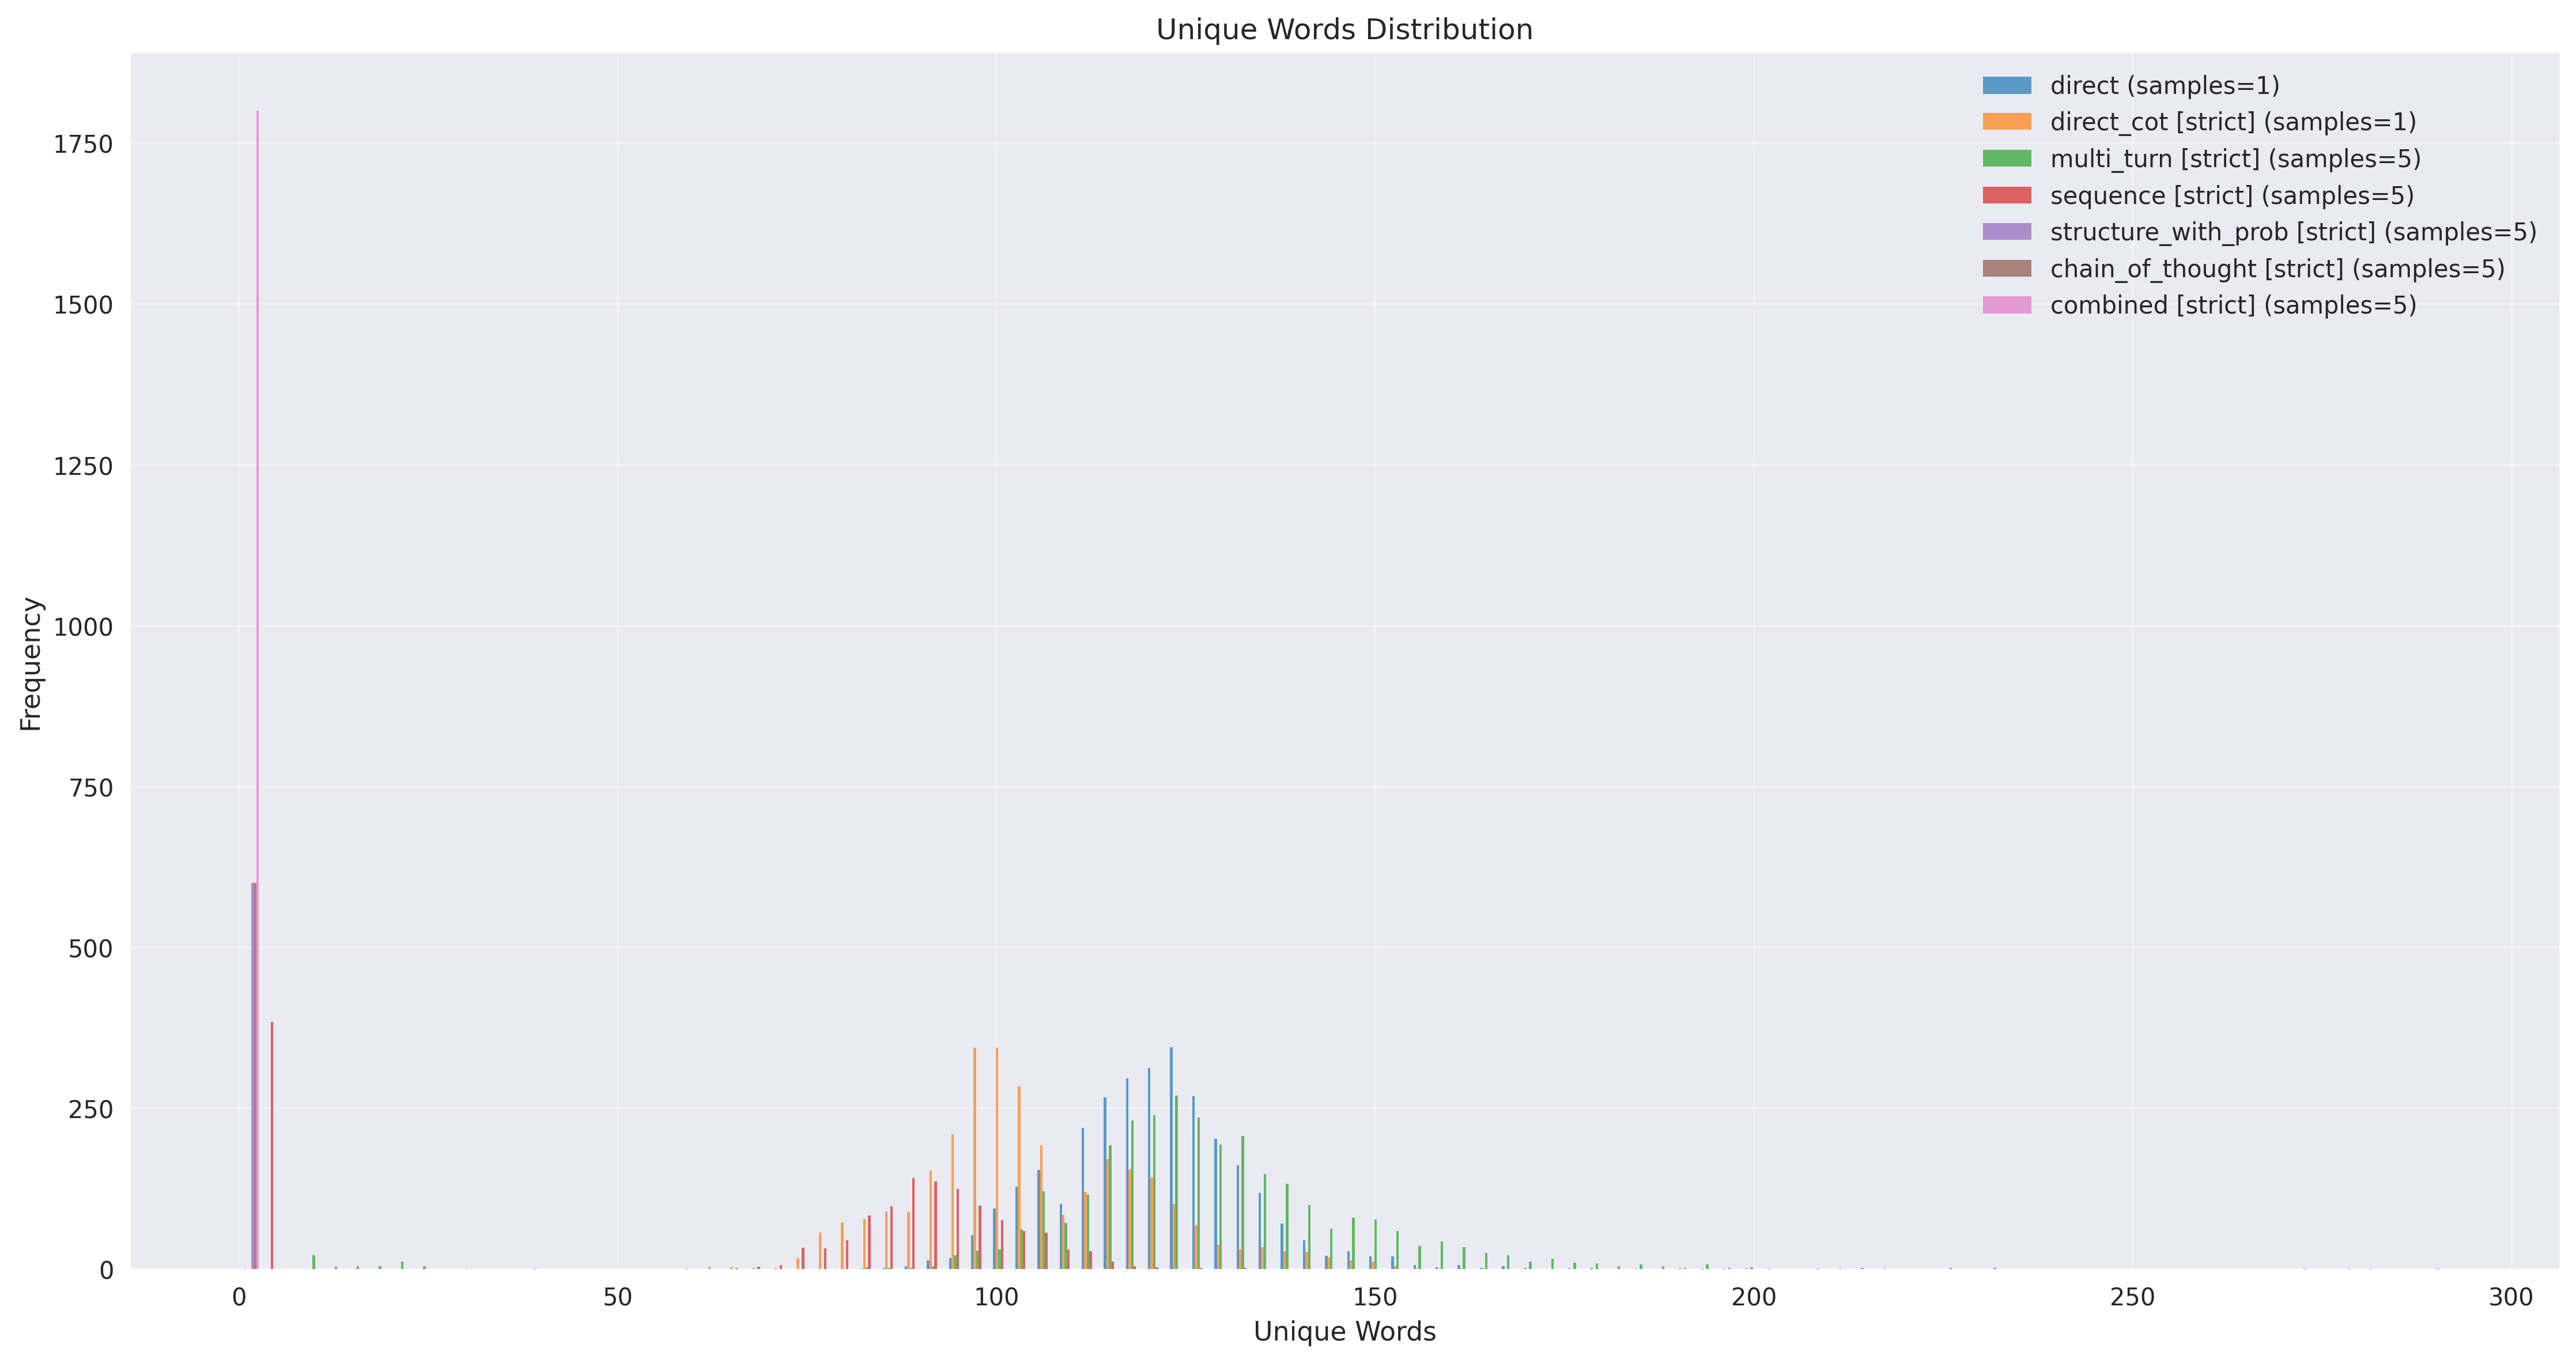 Unique Words Distribution
direct (samples=1)
direct_cot [strict] (samples=1)
multi_turn [strict] (samples=5)
sequence [strict] (samples=5)
structure_with_prob [strict] (samples=5)
chain_of_thought [strict] (samples=5)
combined [strict] (samples=5)
1750
1500
1250
1000
750
500
250
0
Frequency
0 50 100 150 200 250 300
Unique Words